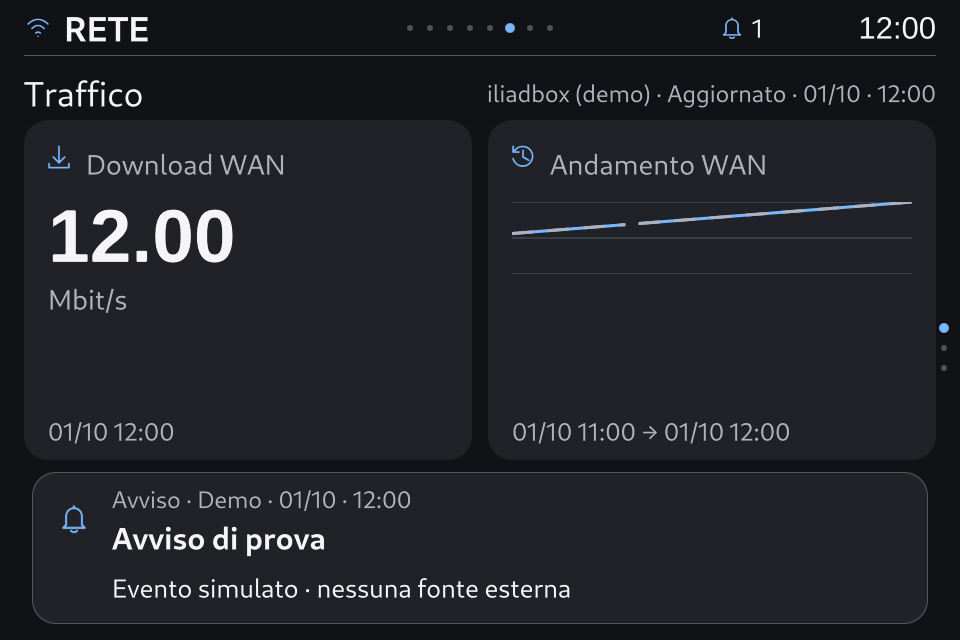 RETE
1
12:00
Traffico
iliadbox (demo) · Aggiornato · 01/10 · 12:00
Download WAN
12.00
Mbit/s
01/10 12:00
Andamento WAN
01/10 11:00 → 01/10 12:00
Avviso · Demo · 01/10 · 12:00
Avviso di prova
Evento simulato · nessuna fonte esterna